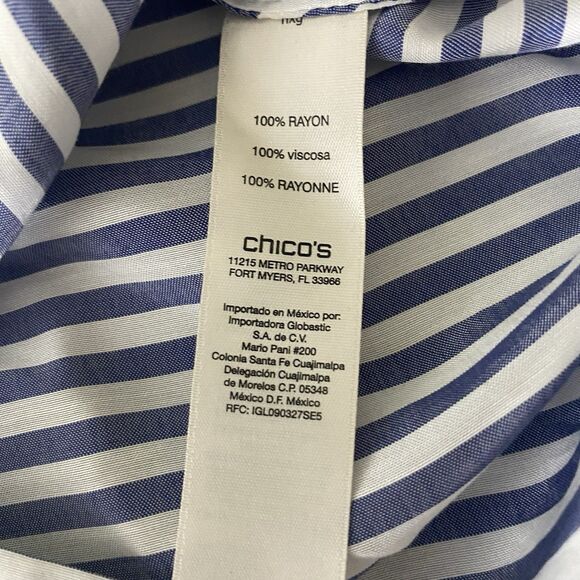 100% RAYON
100% viscosa
100% RAYONNE
chico's
11215 METRO PARKWAY
FORT MYERS, FL 33966
Importado en México por:
Importadora Globastic
S.A. de C.V.
Mario Pani #200
Colonia Santa Fe Cuajimalpa
Delegación Cuajimalpa
de Morelos C.P. 05348
México D.F. México
RFC: IGL090327SE5